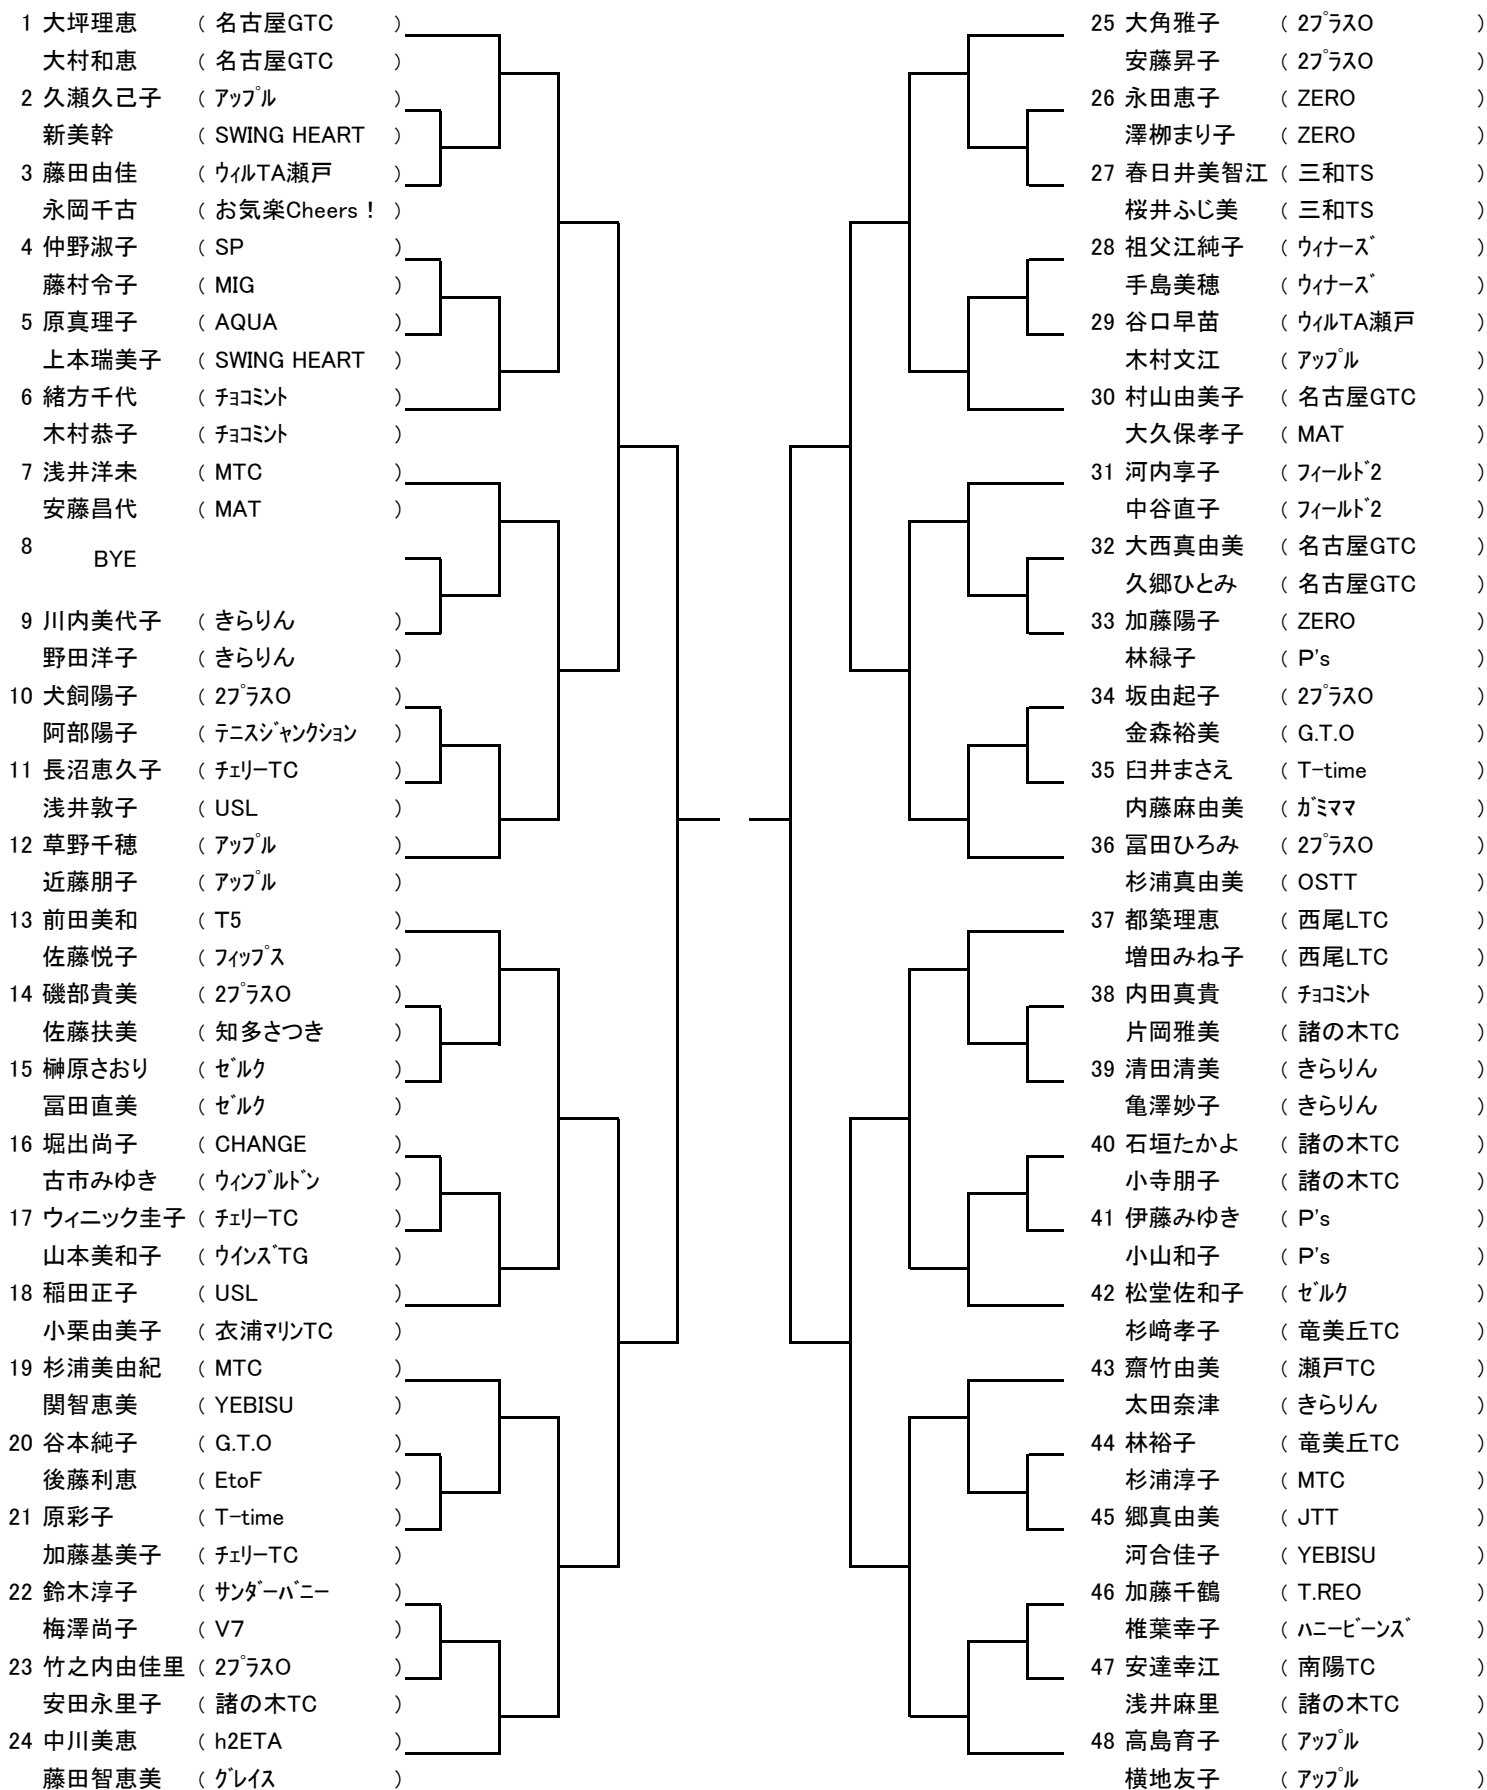 1 大坪理恵 ( 名古屋GTC )
大村和恵 ( 名古屋GTC )
2 久瀬久己子 ( ｱｯﾌﾟﾙ )
新美幹 ( SWING HEART )
3 藤田由佳 ( ｳｨﾙTA瀬戸 )
永岡千古 ( お気楽Cheers！ )
4 仲野淑子 ( SP )
藤村令子 ( MIG )
5 原真理子 ( AQUA )
上本瑞美子 ( SWING HEART )
6 緒方千代 ( ﾁｮｺﾐﾝﾄ )
木村恭子 ( ﾁｮｺﾐﾝﾄ )
7 浅井洋未 ( MTC )
安藤昌代 ( MAT )
8
BYE
9 川内美代子 ( きらりん )
野田洋子 ( きらりん )
10 犬飼陽子 ( 2ﾌﾟﾗｽO )
阿部陽子 ( ﾃﾆｽｼﾞｬﾝｸｼｮﾝ )
11 長沼恵久子 ( ﾁｪﾘｰTC )
浅井敦子 ( USL )
12 草野千穂 ( ｱｯﾌﾟﾙ )
近藤朋子 ( ｱｯﾌﾟﾙ )
13 前田美和 ( T5 )
佐藤悦子 ( ﾌｨｯﾌﾟｽ )
14 磯部貴美 ( 2ﾌﾟﾗｽO )
佐藤扶美 ( 知多さつき )
15 榊原さおり ( ｾﾞﾙｸ )
冨田直美 ( ｾﾞﾙｸ )
16 堀出尚子 ( CHANGE )
古市みゆき ( ｳｨﾝﾌﾞﾙﾄﾞﾝ )
17 ウィニック圭子 ( ﾁｪﾘｰTC )
山本美和子 ( ｳｲﾝｽﾞTG )
18 稲田正子 ( USL )
小栗由美子 ( 衣浦ﾏﾘﾝTC )
19 杉浦美由紀 ( MTC )
関智恵美 ( YEBISU )
20 谷本純子 ( G.T.O )
後藤利恵 ( EtoF )
21 原彩子 ( T-time )
加藤基美子 ( ﾁｪﾘｰTC )
22 鈴木淳子 ( ｻﾝﾀﾞｰﾊﾞﾆｰ )
梅澤尚子 ( V7 )
23 竹之内由佳里 ( 2ﾌﾟﾗｽO )
安田永里子 ( 諸の木TC )
24 中川美恵 ( h2ETA )
藤田智恵美 ( ｸﾞﾚｲｽ )
25 大角雅子 ( 2ﾌﾟﾗｽO )
安藤昇子 ( 2ﾌﾟﾗｽO )
26 永田恵子 ( ZERO )
澤栁まり子 ( ZERO )
27 春日井美智江 ( 三和TS )
桜井ふじ美 ( 三和TS )
28 祖父江純子 ( ｳｨﾅｰｽﾞ )
手島美穂 ( ｳｨﾅｰｽﾞ )
29 谷口早苗 ( ｳｨﾙTA瀬戸 )
木村文江 ( ｱｯﾌﾟﾙ )
30 村山由美子 ( 名古屋GTC )
大久保孝子 ( MAT )
31 河内享子 ( ﾌｨｰﾙﾄﾞ2 )
中谷直子 ( ﾌｨｰﾙﾄﾞ2 )
32 大西真由美 ( 名古屋GTC )
久郷ひとみ ( 名古屋GTC )
33 加藤陽子 ( ZERO )
林緑子 ( P's )
34 坂由起子 ( 2ﾌﾟﾗｽO )
金森裕美 ( G.T.O )
35 臼井まさえ ( T-time )
内藤麻由美 ( ｶﾞﾐﾏﾏ )
36 冨田ひろみ ( 2ﾌﾟﾗｽO )
杉浦真由美 ( OSTT )
37 都築理恵 ( 西尾LTC )
増田みね子 ( 西尾LTC )
38 内田真貴 ( ﾁｮｺﾐﾝﾄ )
片岡雅美 ( 諸の木TC )
39 清田清美 ( きらりん )
亀澤妙子 ( きらりん )
40 石垣たかよ ( 諸の木TC )
小寺朋子 ( 諸の木TC )
41 伊藤みゆき ( P's )
小山和子 ( P's )
42 松堂佐和子 ( ｾﾞﾙｸ )
杉﨑孝子 ( 竜美丘TC )
43 齋竹由美 ( 瀬戸TC )
太田奈津 ( きらりん )
44 林裕子 ( 竜美丘TC )
杉浦淳子 ( MTC )
45 郷真由美 ( JTT )
河合佳子 ( YEBISU )
46 加藤千鶴 ( T.REO )
椎葉幸子 ( ﾊﾆｰﾋﾞｰﾝｽﾞ )
47 安達幸江 ( 南陽TC )
浅井麻里 ( 諸の木TC )
48 高島育子 ( ｱｯﾌﾟﾙ )
横地友子 ( ｱｯﾌﾟﾙ )